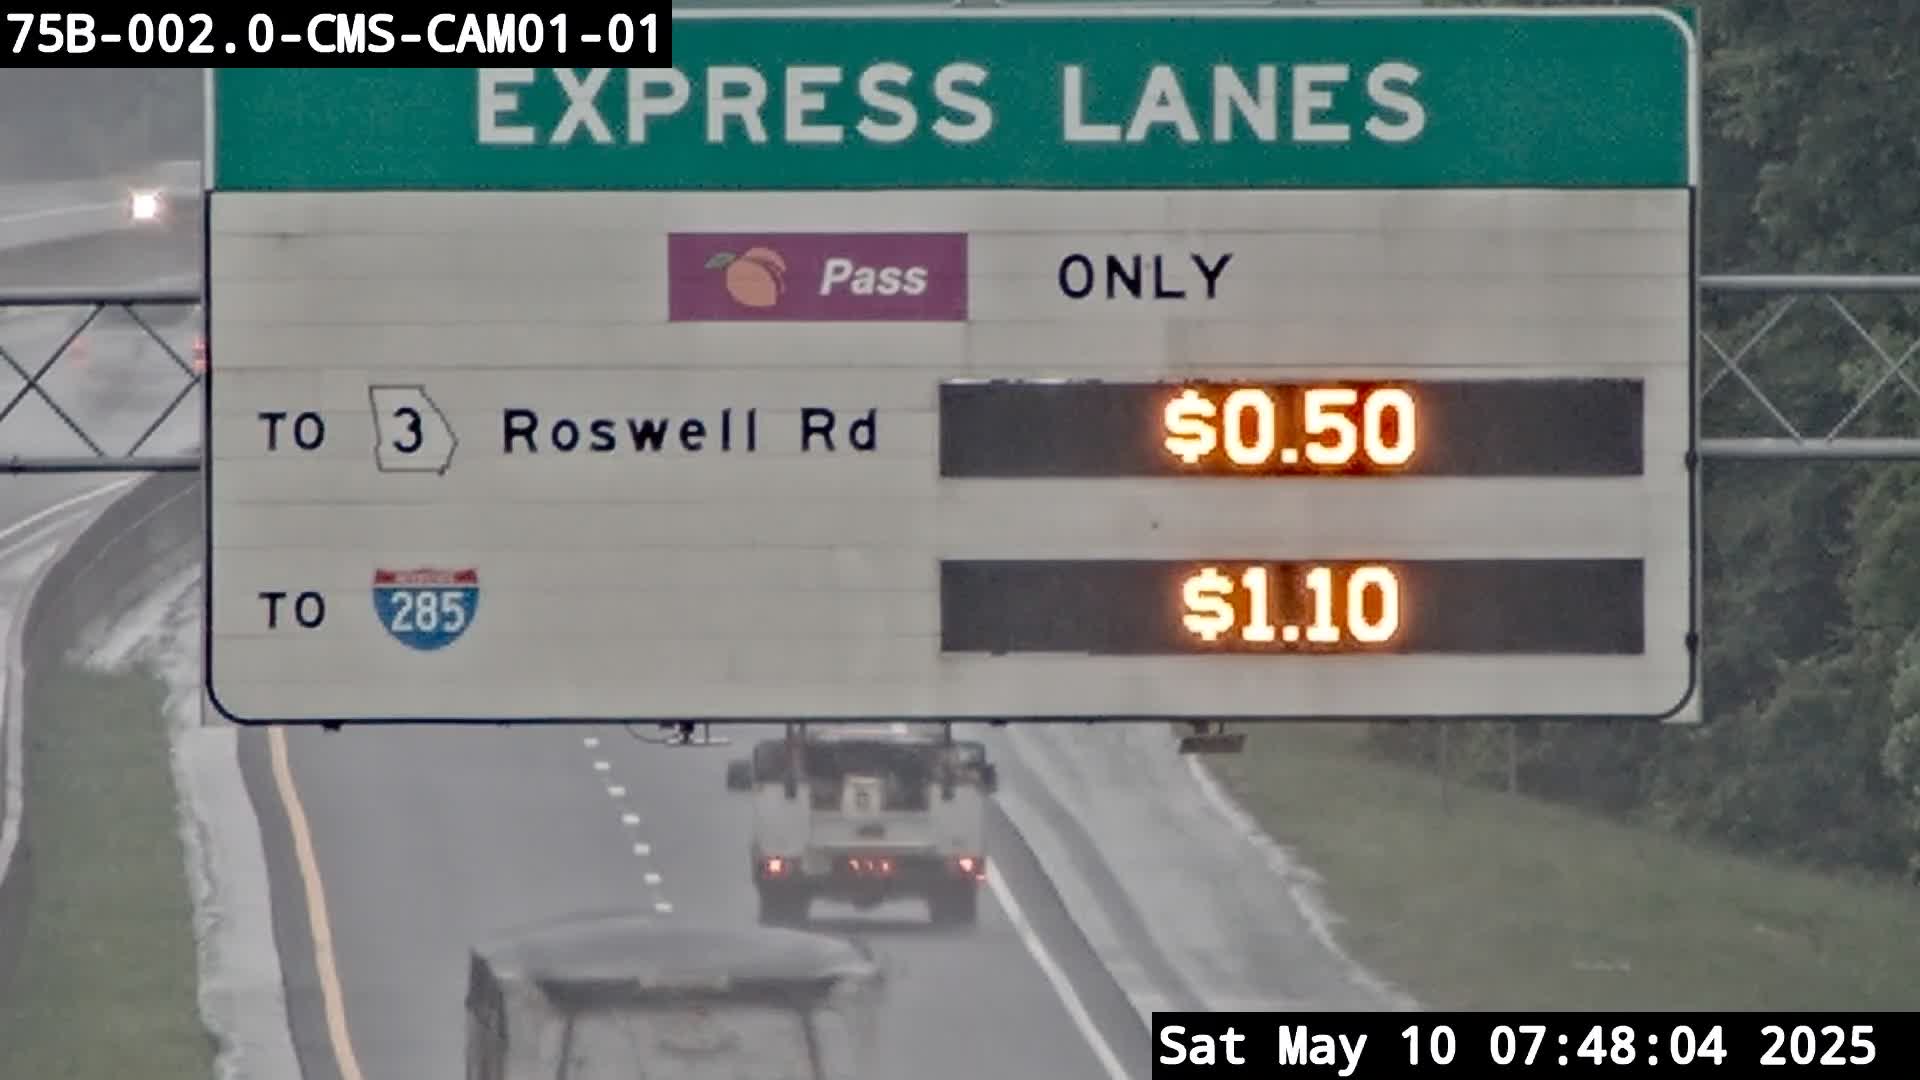 75B-002.0-CMS-CAM01-01
EXPRESS LANES
Pass ONLY
TO 3 Roswell Rd $0.50
TO 285 $1.10
Sat May 10 07:48:04 2025